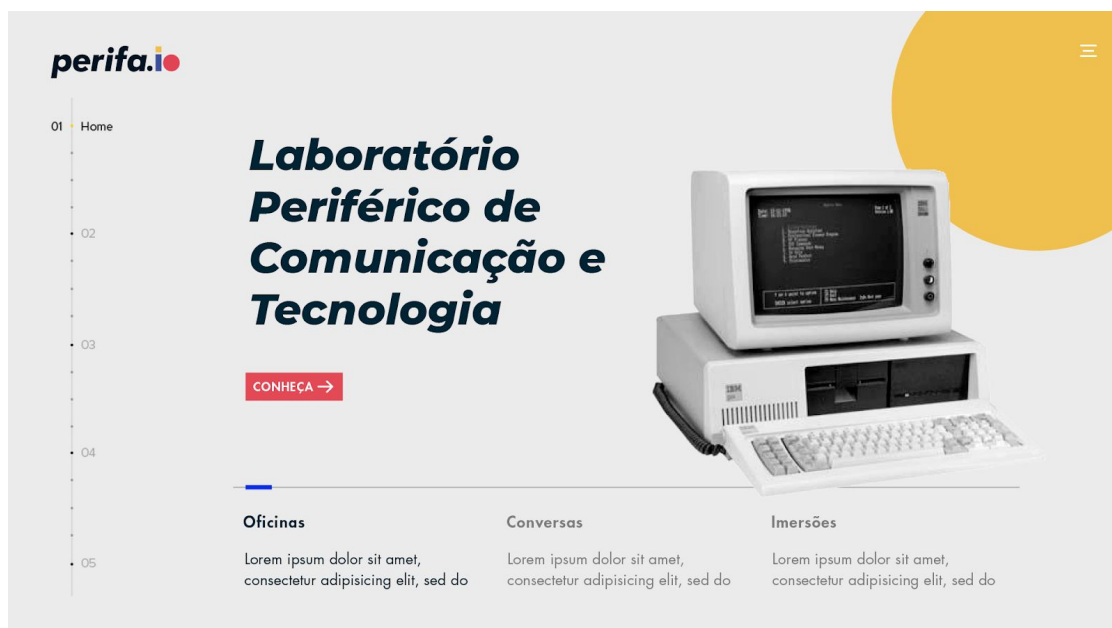 perifa.io
01 Home
Laboratório
Periférico de
Comunicação e
Tecnologia
02
03
CONHEÇA →
04
IBM
Oficinas
Lorem ipsum dolor sit amet,
consectetur adipisicing elit, sed do
Conversas
Lorem ipsum dolor sit amet,
consectetur adipisicing elit, sed do
Imersões
Lorem ipsum dolor sit amet,
consectetur adipisicing elit, sed do
05